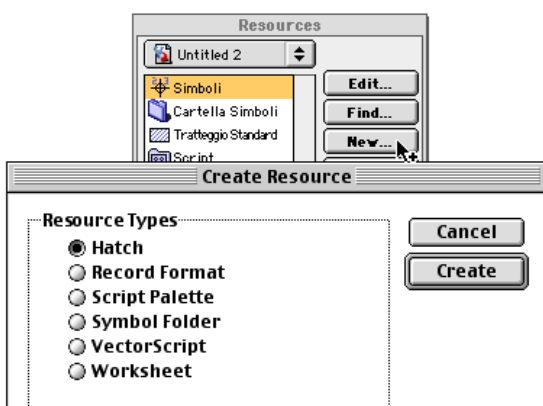 Resources
Untitled 2
Simboli
Edit...
Cartella Simboli
Find...
Tratteggio Standard
New...
Script
Create Resource
Resource Types
Cancel
Hatch
Create
Record Format
Script Palette
Symbol Folder
VectorScript
Worksheet